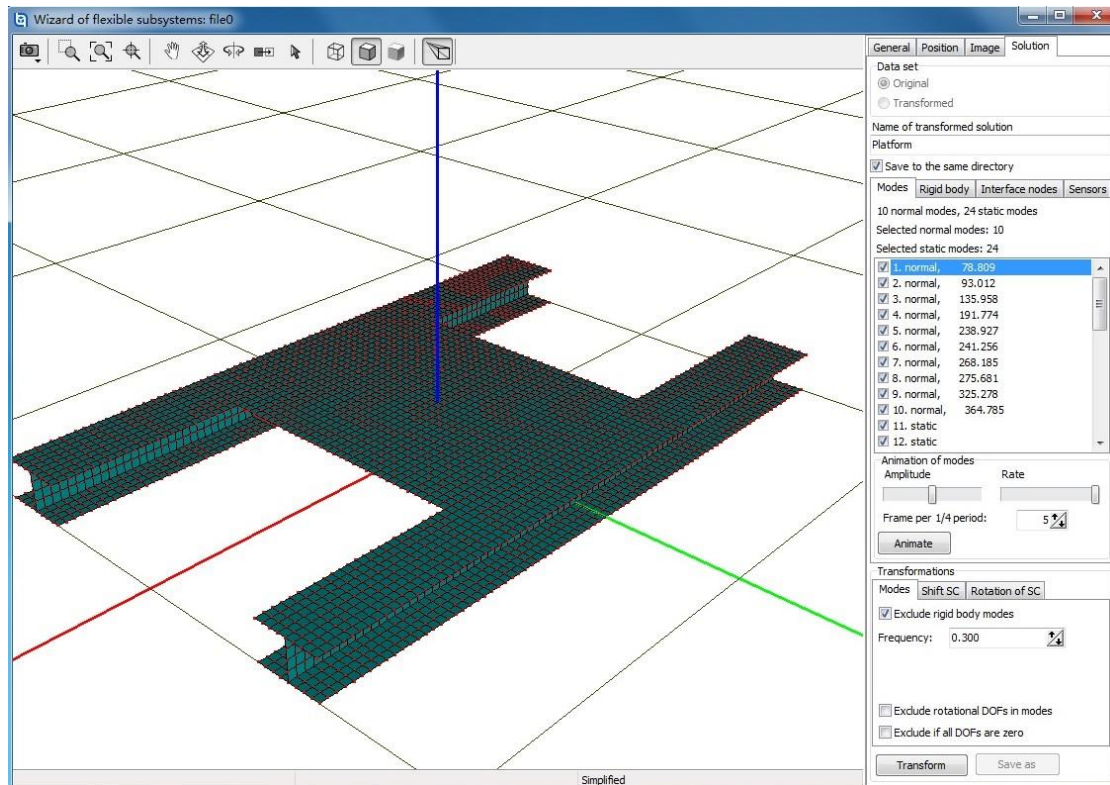 Wizard of flexible subsystems: file0
General Position Image Solution
Data set
Original
Transformed
Name of transformed solution
Platform
Save to the same directory
Modes Rigid body Interface nodes Sensors
10 normal modes, 24 static modes
Selected normal modes: 10
Selected static modes: 24
1. normal, 78.809
2. normal, 93.012
3. normal, 135.958
4. normal, 191.774
5. normal, 238.927
6. normal, 241.256
7. normal, 268.185
8. normal, 275.681
9. normal, 325.278
10. normal, 364.785
11. static
12. static
Animation of modes
Amplitude Rate
Frame per 1/4 period: 5
Animate
Transformations
Modes Shift SC Rotation of SC
Exclude rigid body modes
Frequency: 0.300
Exclude rotational DOFs in modes
Exclude if all DOFs are zero
Transform Save as
Simplified